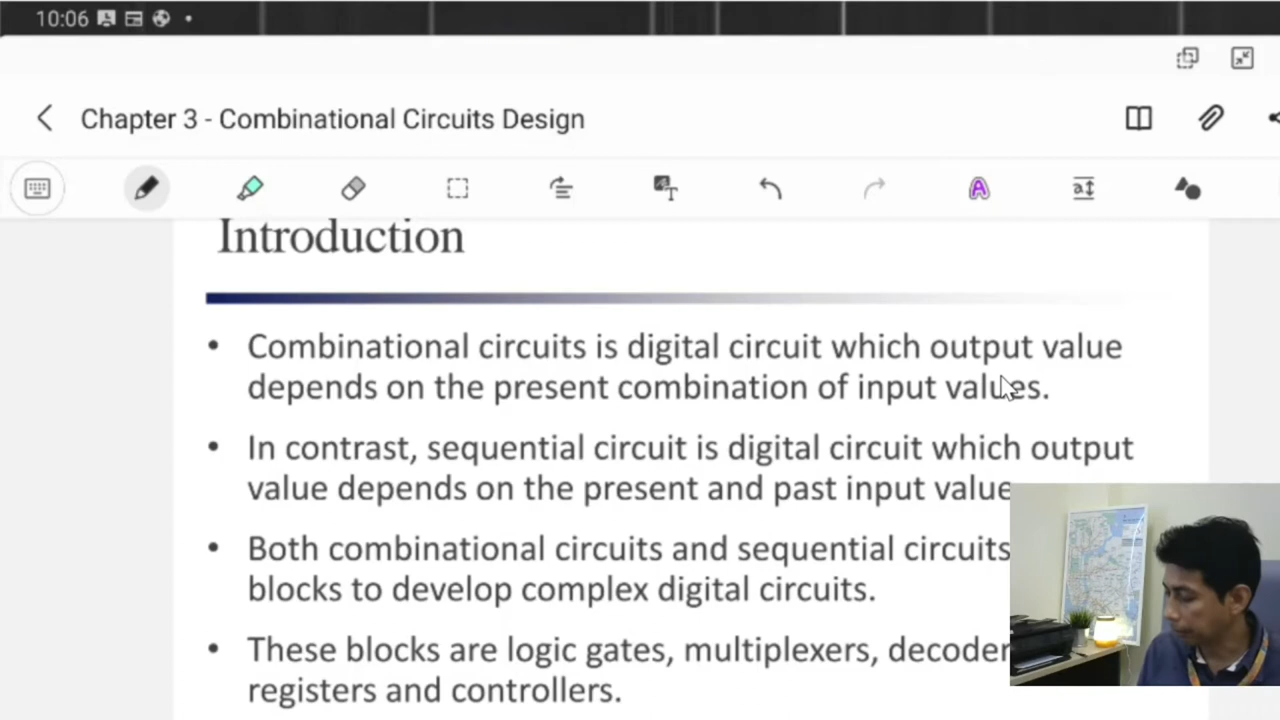 10:06
Chapter 3 - Combinational Circuits Design
Introduction
• Combinational circuits is digital circuit which output value
depends on the present combination of input values.
• In contrast, sequential circuit is digital circuit which output
value depends on the present and past input value
• Both combinational circuits and sequential circuits
blocks to develop complex digital circuits.
• These blocks are logic gates, multiplexers, decoder
registers and controllers.